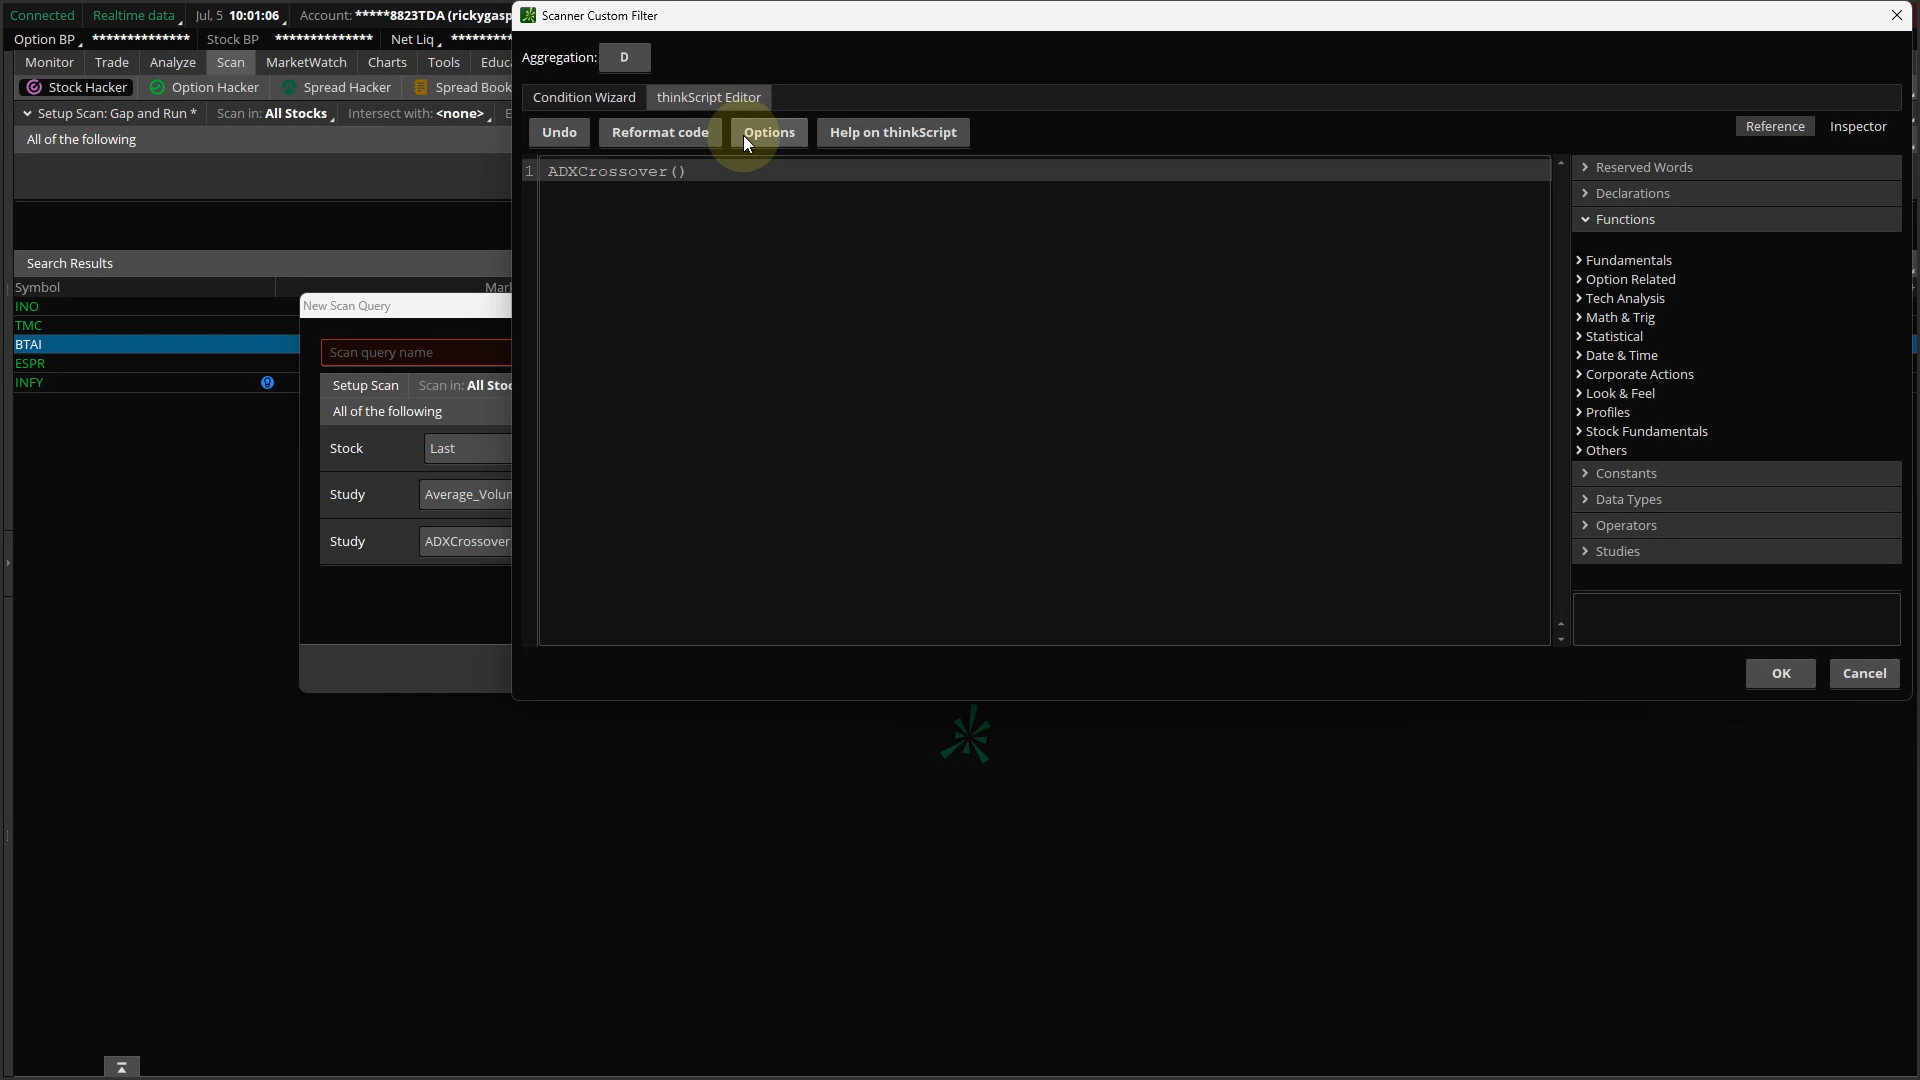 Connected Realtime data Jul, 5 10:01:06 Account: *****8823TDA (rickygasp
Option BP ************** Stock BP ************** Net Liq *********
Monitor Trade Analyze Scan MarketWatch Charts Tools Educa
Stock Hacker Option Hacker Spread Hacker Spread Book
Setup Scan: Gap and Run * Scan in: All Stocks Intersect with: <none> E
All of the following
Search Results
Symbol Mark
INO
TMC
BTAI
ESPR
INFY
New Scan Query
Scan query name
Setup Scan Scan in: All Stoc
All of the following
Stock Last
Study Average_Volum
Study ADXCrossover
Scanner Custom Filter
Aggregation: D
Condition Wizard thinkScript Editor
Undo Reformat code Options Help on thinkScript
Reference Inspector
1 ADXCrossover()
Reserved Words
Declarations
Functions
Fundamentals
Option Related
Tech Analysis
Math & Trig
Statistical
Date & Time
Corporate Actions
Look & Feel
Profiles
Stock Fundamentals
Others
Constants
Data Types
Operators
Studies
OK Cancel